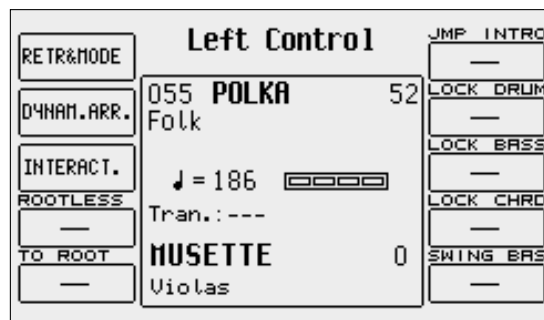 Left Control
RETR&MODE
DYNAM.ARR.
INTERACT.
ROOTLESS
—
TO ROOT
—
055 POLKA 52
Folk
♩=186
Tran.:---
MUSETTE 0
Violas
JMP INTRO
—
LOCK DRUM
—
LOCK BASS
—
LOCK CHRD
—
SWING BAS
—